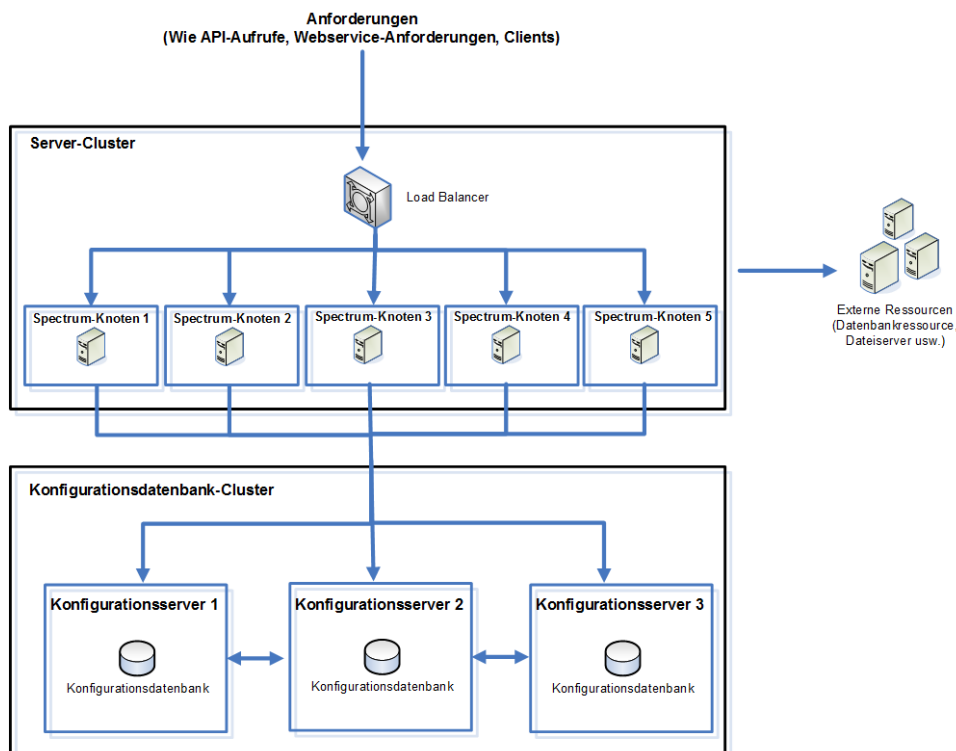 Anforderungen
(Wie API-Aufrufe, Webservice-Anforderungen, Clients)
Server-Cluster
Load Balancer
Spectrum-Knoten 1
Spectrum-Knoten 2
Spectrum-Knoten 3
Spectrum-Knoten 4
Spectrum-Knoten 5
Externe Ressourcen
(Datenbankressource,
Dateiserver usw.)
Konfigurationsdatenbank-Cluster
Konfigurationsserver 1
Konfigurationsserver 2
Konfigurationsserver 3
Konfigurationsdatenbank
Konfigurationsdatenbank
Konfigurationsdatenbank